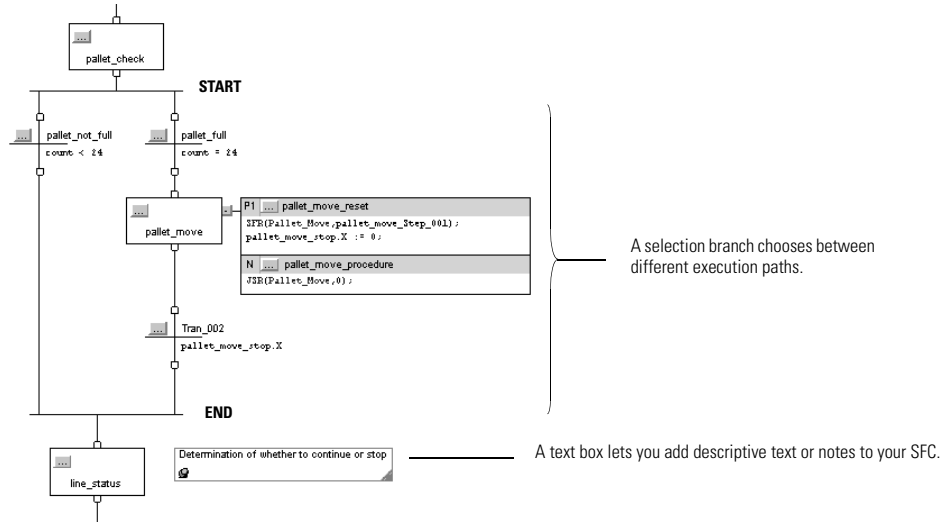 ...
pallet_check
START
... pallet_not_full
count < 24
... pallet_full
count = 24
...
pallet_move
-
P1 ... pallet_move_reset
SFR(Pallet_Move,pallet_move_Step_001);
pallet_move_stop.X := 0;
N ... pallet_move_procedure
JSR(Pallet_Move,0);
A selection branch chooses between
different execution paths.
... Tran_002
pallet_move_stop.X
END
...
line_status
Determination of whether to continue or stop
A text box lets you add descriptive text or notes to your SFC.